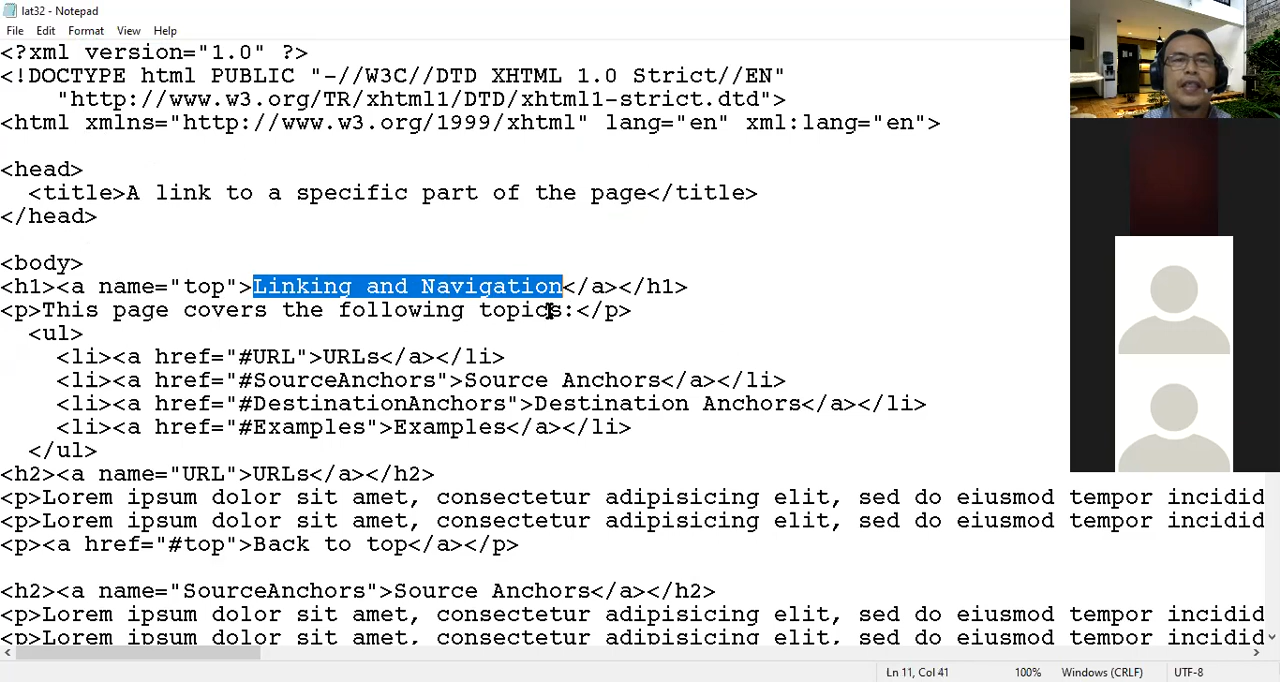 lat32 - Notepad
File Edit Format View Help
<?xml version="1.0" ?>
<!DOCTYPE html PUBLIC "-//W3C//DTD XHTML 1.0 Strict//EN"
"http://www.w3.org/TR/xhtml1/DTD/xhtml1-strict.dtd">
<html xmlns="http://www.w3.org/1999/xhtml" lang="en" xml:lang="en">
<head>
<title>A link to a specific part of the page</title>
</head>
<body>
<h1><a name="top">Linking and Navigation</a></h1>
<p>This page covers the following topics:</p>
<ul>
<li><a href="#URL">URLs</a></li>
<li><a href="#SourceAnchors">Source Anchors</a></li>
<li><a href="#DestinationAnchors">Destination Anchors</a></li>
<li><a href="#Examples">Examples</a></li>
</ul>
<h2><a name="URL">URLs</a></h2>
<p>Lorem ipsum dolor sit amet, consectetur adipisicing elit, sed do eiusmod tempor incidid
<p>Lorem ipsum dolor sit amet, consectetur adipisicing elit, sed do eiusmod tempor incidid
<p><a href="#top">Back to top</a></p>
<h2><a name="SourceAnchors">Source Anchors</a></h2>
<p>Lorem ipsum dolor sit amet, consectetur adipisicing elit, sed do eiusmod tempor incidid
<p>Lorem ipsum dolor sit amet, consectetur adipisicing elit, sed do eiusmod tempor incidid
Ln 11, Col 41 100% Windows (CRLF) UTF-8